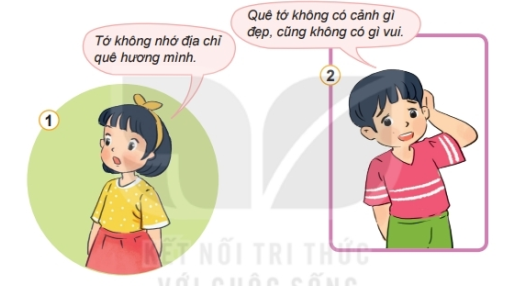 Tớ không nhớ địa chỉ
quê hương mình.
Quê tớ không có cảnh gì
đẹp, cũng không có gì vui.
1
2
KẾT NỐI TRI THỨC
VỚI CUỘC SỐNG